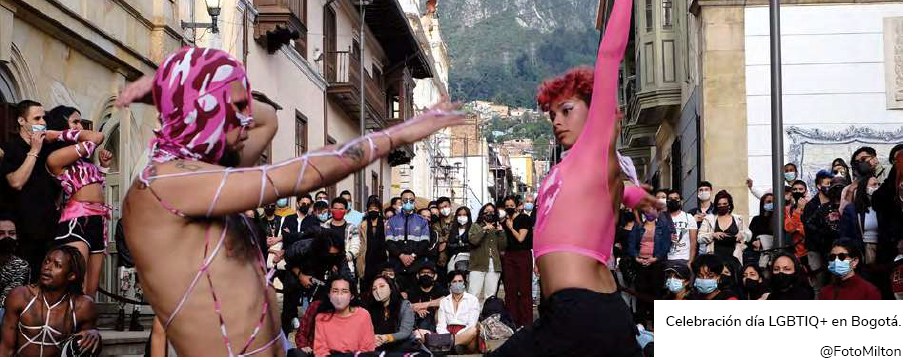 Celebración día LGBTIQ+ en Bogotá.
@FotoMilton